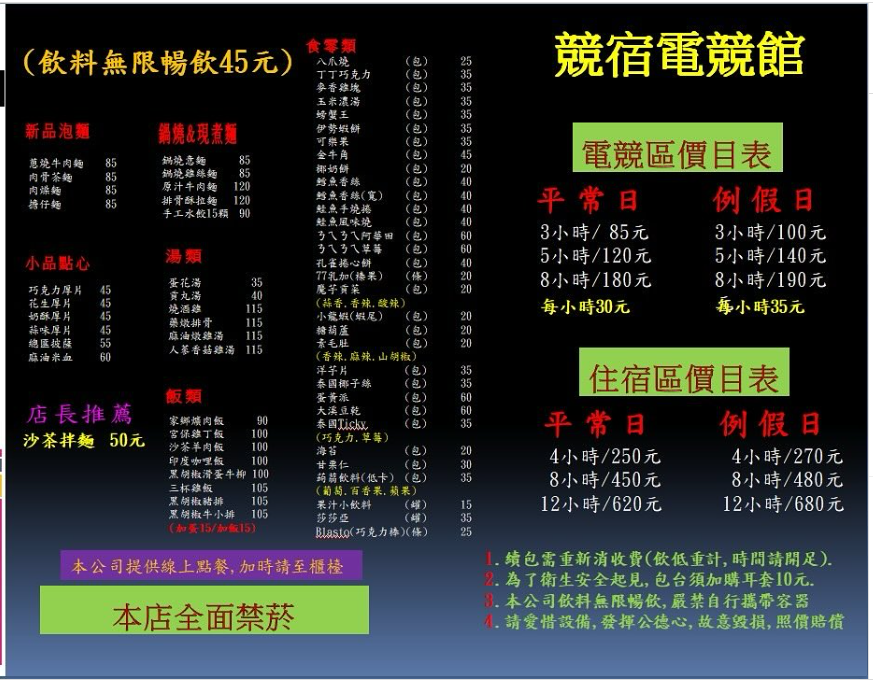 (飲料無限暢飲45元)
新品泡麵
蔥燒牛肉麵 85
肉骨茶麵 85
肉燥麵 85
擔仔麵 85
小品點心
巧克力厚片 45
花生厚片 45
奶酥厚片 45
蒜味厚片 45
總匯披薩 55
麻油米血 60
店長推薦
沙茶拌麵 50元
鍋燒&現煮麵
鍋燒意麵 85
鍋燒雞絲麵 85
原汁牛肉麵 120
排骨酥拉麵 120
手工水餃15顆 90
湯類
蛋花湯 35
貢丸湯 40
燒酒雞 115
藥燉排骨 115
麻油燉雞湯 115
人蔘香菇雞湯 115
飯類
家鄉爌肉飯 90
宮保雞丁飯 100
沙茶羊肉飯 100
印度咖哩飯 100
黑胡椒滑蛋牛柳 100
三杯雞飯 105
黑胡椒豬排 105
黑胡椒牛小排 105
(加蛋15/加飯15)
食零類
八爪燒 (包) 25
丁丁巧克力 (包) 35
麥香雞塊 (包) 35
玉米濃湯 (包) 35
螃蟹王 (包) 35
伊勢蝦餅 (包) 35
可樂果 (包) 35
金牛角 (包) 45
椰奶餅 (包) 20
鱈魚香絲 (包) 40
鱈魚香絲(寬) (包) 40
鮭魚手燒捲 (包) 40
鮭魚風味燒 (包) 40
ㄋㄟㄋㄟ阿華田 (包) 60
ㄋㄟㄋㄟ草莓 (包) 60
孔雀捲心餅 (包) 40
77乳加(榛果) (條) 20
魔芋貢菜 (包) 20
(蒜香.香辣.酸辣)
小龍蝦(蝦尾) (包) 20
糖葫蘆 (包) 20
素毛肚 (包) 20
(香辣.麻辣.山胡椒)
洋芋片 (包) 35
泰國椰子絲 (包) 35
蛋黃派 (包) 60
大溪豆乾 (包) 60
泰國Ticky (包) 35
(巧克力.草莓)
海苔 (包) 20
甘栗仁 (包) 30
蒟蒻飲料(低卡) (包) 35
(葡萄.百香果.蘋果)
果汁小飲料 (罐) 15
莎莎亞 (罐) 35
Blasto(巧克力棒)(條) 25
本公司提供線上點餐,加時請至櫃檯
本店全面禁菸
競宿電競館
電競區價目表
平常日 例假日
3小時/ 85元 3小時/100元
5小時/120元 5小時/140元
8小時/180元 8小時/190元
每小時30元 每小時35元
住宿區價目表
平常日 例假日
4小時/250元 4小時/270元
8小時/450元 8小時/480元
12小時/620元 12小時/680元
1.續包需重新消收費(飲低重計,時間請開足).
2.為了衛生安全起見,包台須加購耳套10元.
3.本公司飲料無限暢飲,嚴禁自行攜帶容器
4.請愛惜設備,發揮公德心,故意毀損,照價賠償